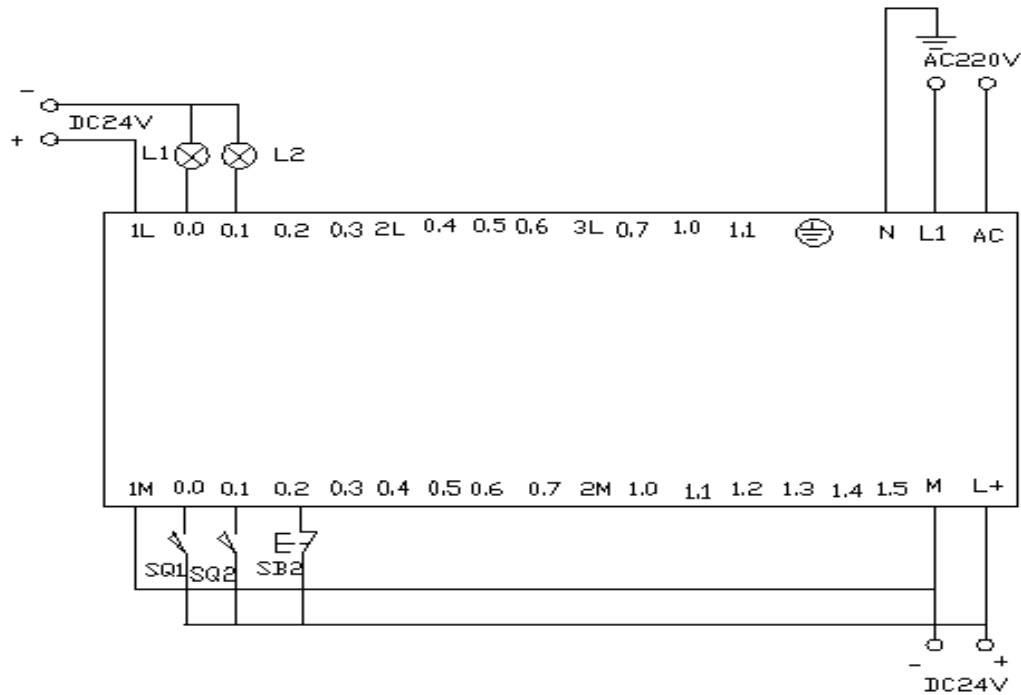 AC220V
-
DC24V
+
L1 L2
1L 0.0 0.1 0.2 0.3 2L 0.4 0.5 0.6 3L 0.7 1.0 1.1 N L1 AC
1M 0.0 0.1 0.2 0.3 0.4 0.5 0.6 0.7 2M 1.0 1.1 1.2 1.3 1.4 1.5 M L+
SQ1 SQ2 SB2
- +
DC24V